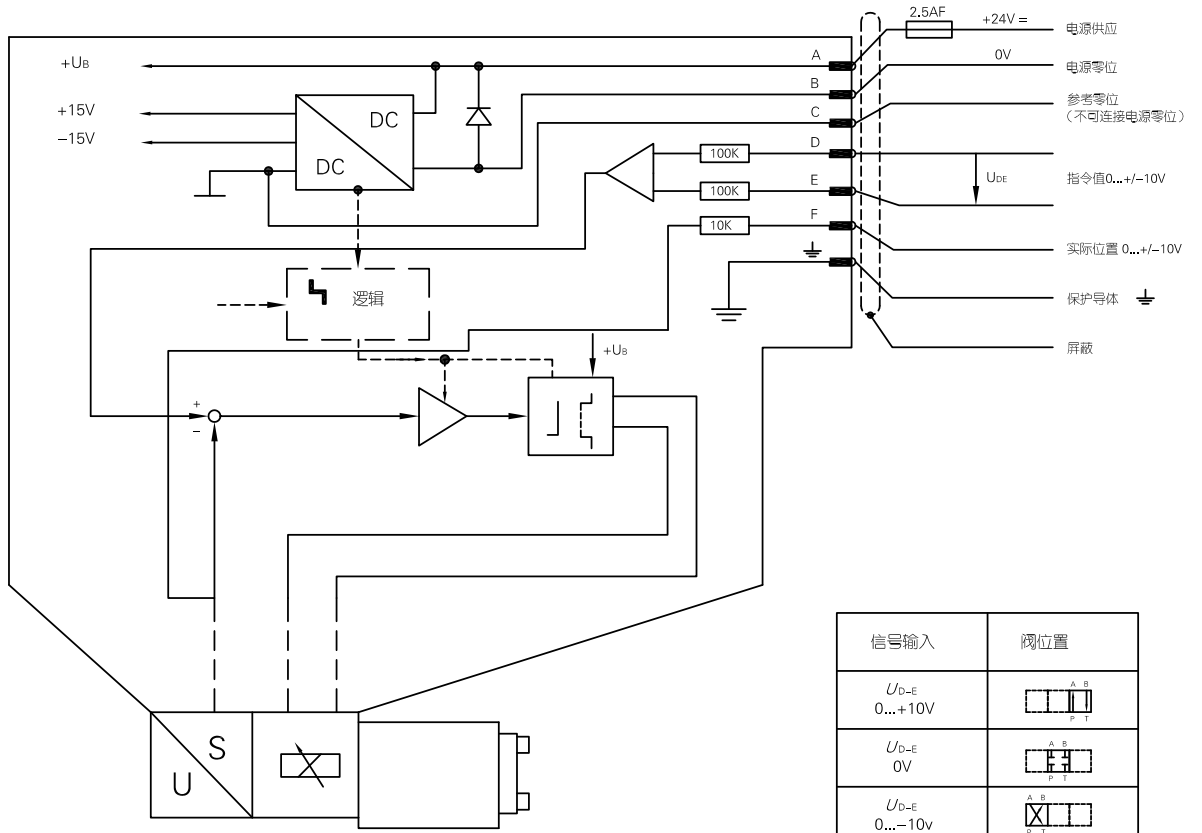 2.5AF
+24V =
电源供应
A
+UB
0V
电源零位
B
参考零位
（不可连接电源零位）
C
+15V
DC
-15V
DC
D
100K
UDE
指令值0...+/-10V
E
100K
F
10K
实际位置 0...+/-10V
逻辑
保护导体
屏蔽
+UB
+
-
信号输入
阀位置
UD-E
0...+10V
A B
P T
UD-E
0V
A B
P T
UD-E
0...-10v
A B
P T
S
U